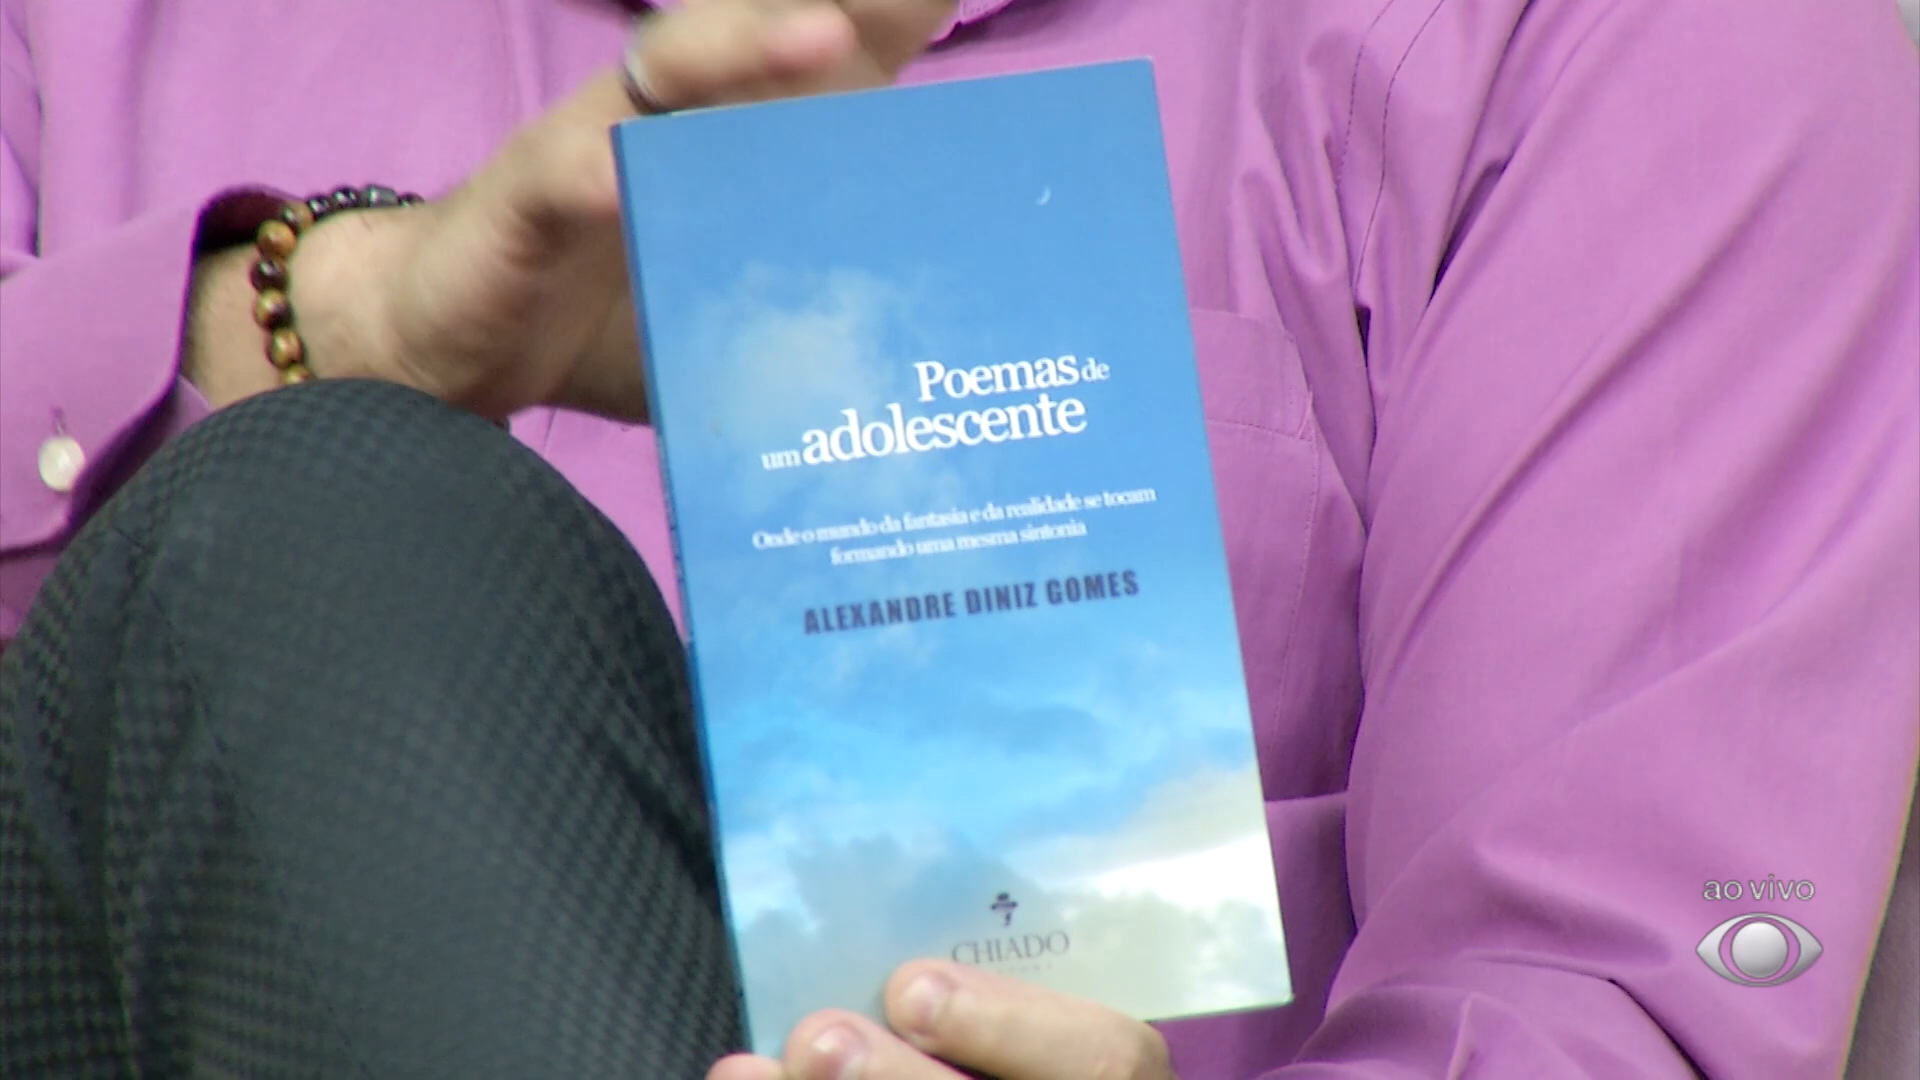 Poemas de
um adolescente
Onde o mundo da fantasia e da realidade se tocam
formando uma mesma sintonia
ALEXANDRE DINIZ GOMES
CHIADO
ao vivo